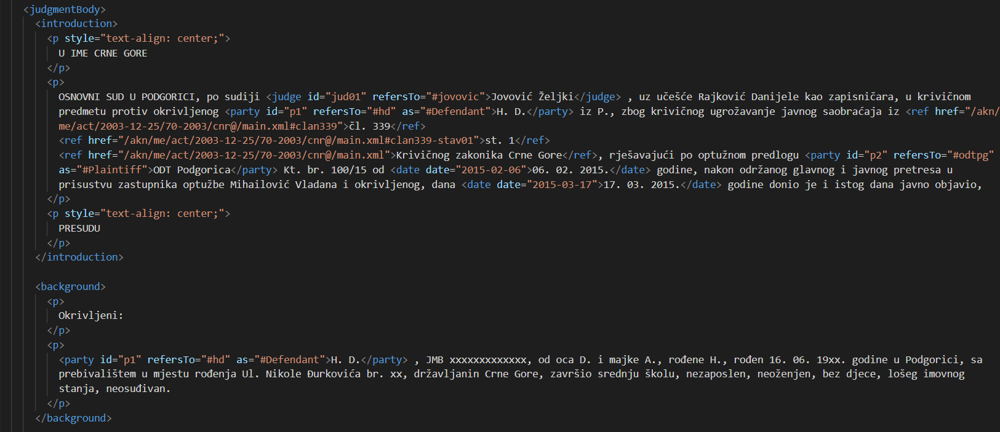 <judgmentBody>
<introduction>
<p style="text-align: center;">
U IME CRNE GORE
</p>
<p>
OSNOVNI SUD U PODGORICI, po sudiji <judge id="jud01" refersTo="#jovovic">Jovović Željki</judge> , uz učešće Rajković Danijele kao zapisničara, u krivičnom
predmetu protiv okrivljenog <party id="p1" refersTo="#hd" as="#Defendant">H. D.</party> iz P., zbog krivičnog ugrožavanje javnog saobraćaja iz <ref href="/akn/
me/act/2003-12-25/70-2003/cnr@/main.xml#clan339">čl. 339</ref>
<ref href="/akn/me/act/2003-12-25/70-2003/cnr@/main.xml#clan339-stav01">st. 1</ref>
<ref href="/akn/me/act/2003-12-25/70-2003/cnr@/main.xml">Krivičnog zakonika Crne Gore</ref>, rješavajući po optužnom predlogu <party id="p2" refersTo="#odtpg"
as="#Plaintiff">ODT Podgorica</party> Kt. br. 100/15 od <date date="2015-02-06">06. 02. 2015.</date> godine, nakon održanog glavnog i javnog pretresa u
prisustvu zastupnika optužbe Mihailović Vladana i okrivljenog, dana <date date="2015-03-17">17. 03. 2015.</date> godine donio je i istog dana javno objavio,
</p>
<p style="text-align: center;">
PRESUDU
</p>
</introduction>
<background>
<p>
Okrivljeni:
</p>
<p>
<party id="p1" refersTo="#hd" as="#Defendant">H. D.</party> , JMB xxxxxxxxxxxxx, od oca D. i majke A., rođene H., rođen 16. 06. 19xx. godine u Podgorici, sa
prebivalištem u mjestu rođenja Ul. Nikole Đurkovića br. xx, državljanin Crne Gore, završio srednju školu, nezaposlen, neoženjen, bez djece, lošeg imovnog
stanja, neosuđivan.
</p>
</background>